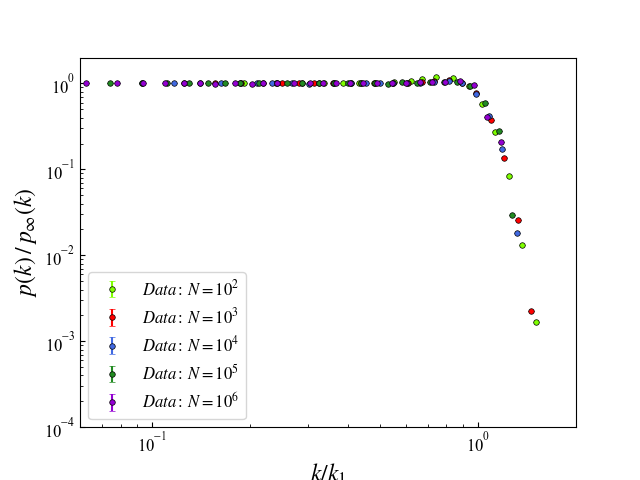 10^0
10^{-1}
10^{-2}
10^{-3}
10^{-4}
p(k) / p_∞(k)
Data: N = 10^2
Data: N = 10^3
Data: N = 10^4
Data: N = 10^5
Data: N = 10^6
10^{-1} 10^0
k/k_1